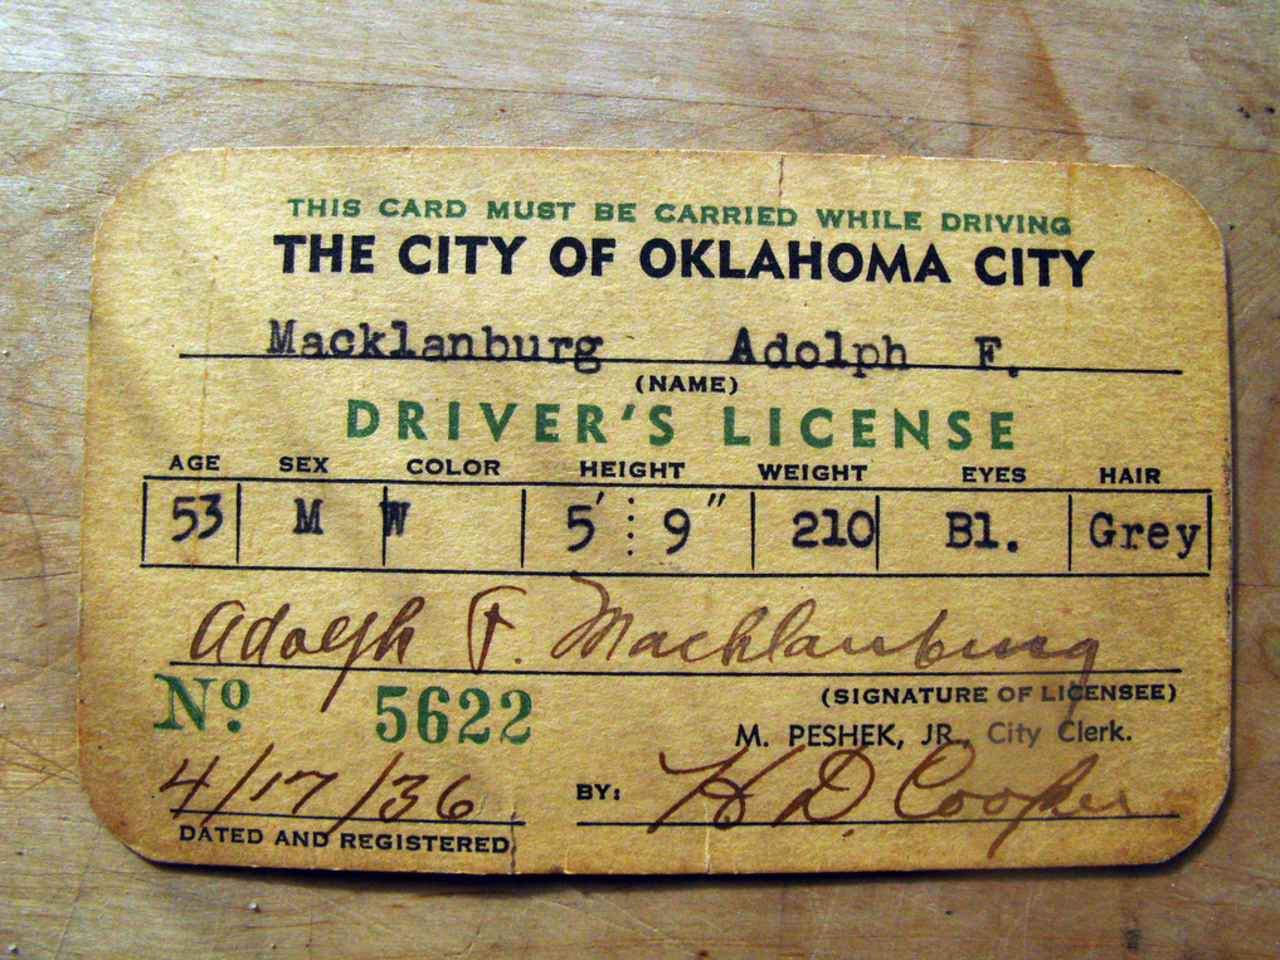 THIS CARD MUST BE CARRIED WHILE DRIVING
THE CITY OF OKLAHOMA CITY
Macklanburg Adolph F.
(NAME)
DRIVER'S LICENSE
AGE SEX COLOR HEIGHT WEIGHT EYES HAIR
53 M W 5' 9" 210 Bl. Grey
Adolph F. Macklanburg
(SIGNATURE OF LICENSEE)
Nº 5622
M. PESHEK, JR., City Clerk.
4/17/36 BY: H D. Cooper
DATED AND REGISTERED